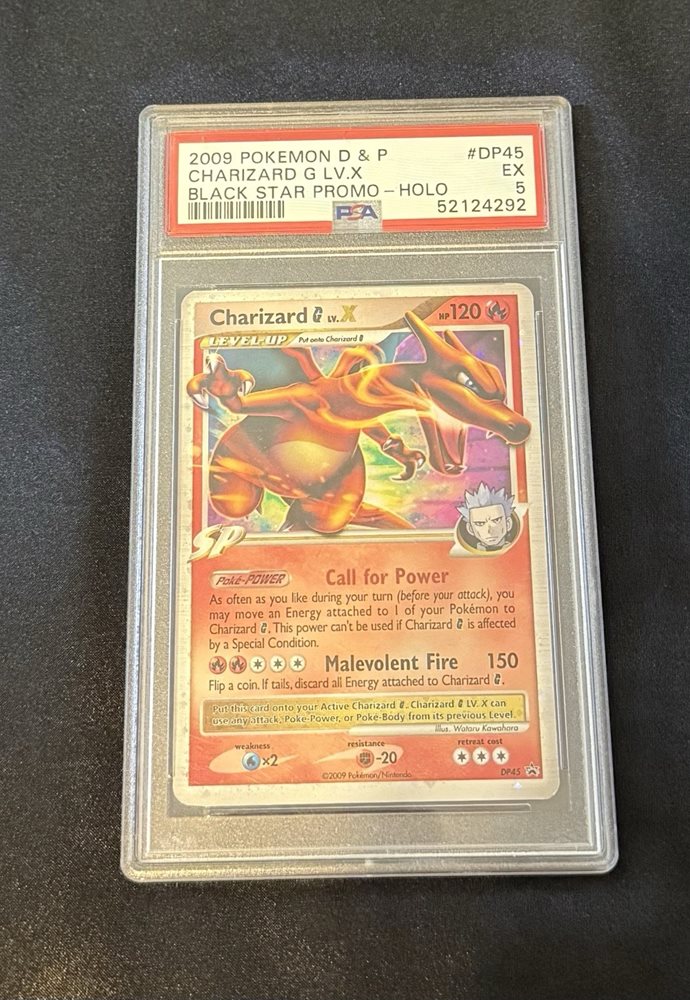 2009 POKEMON D & P #DP45
CHARIZARD G LV.X EX
BLACK STAR PROMO – HOLO 5
PSA 52124292
Charizard G LV.X HP 120
LEVEL-UP Put onto Charizard G
SP
Poké-POWER Call for Power
As often as you like during your turn (before your attack), you
may move an Energy attached to 1 of your Pokémon to
Charizard G. This power can't be used if Charizard G is affected
by a Special Condition.
Malevolent Fire 150
Flip a coin. If tails, discard all Energy attached to Charizard G.
Put this card onto your Active Charizard G. Charizard G LV. X can
use any attack, Poké-Power, or Poké-Body from its previous Level.
Illus. Wataru Kawahara
weakness resistance retreat cost
×2 -20
©2009 Pokémon/Nintendo DP45